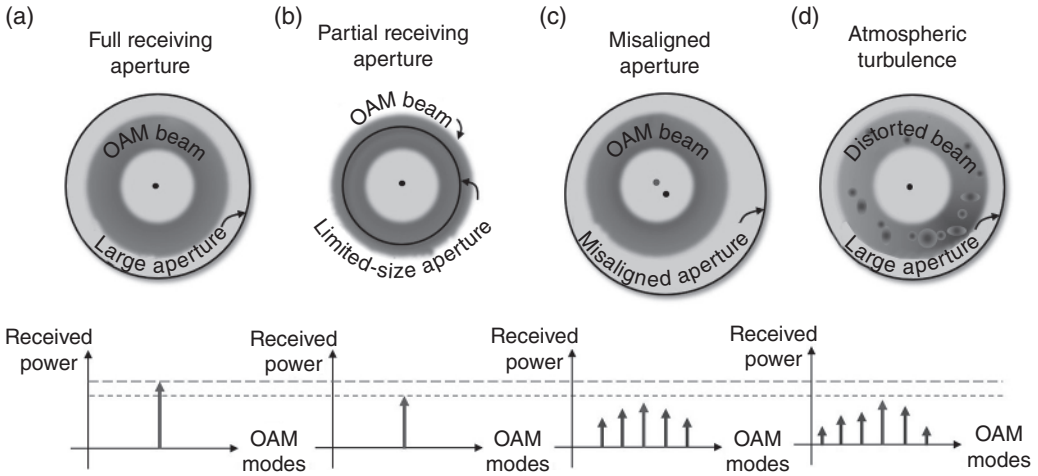 (a)
Full receiving
aperture
OAM beam
Large aperture
Received
power
OAM
modes
(b)
Partial receiving
aperture
OAM beam
Limited-size aperture
Received
power
OAM
modes
(c)
Misaligned
aperture
OAM beam
Misaligned aperture
Received
power
OAM
modes
(d)
Atmospheric
turbulence
Distorted beam
Large aperture
Received
power
OAM
modes